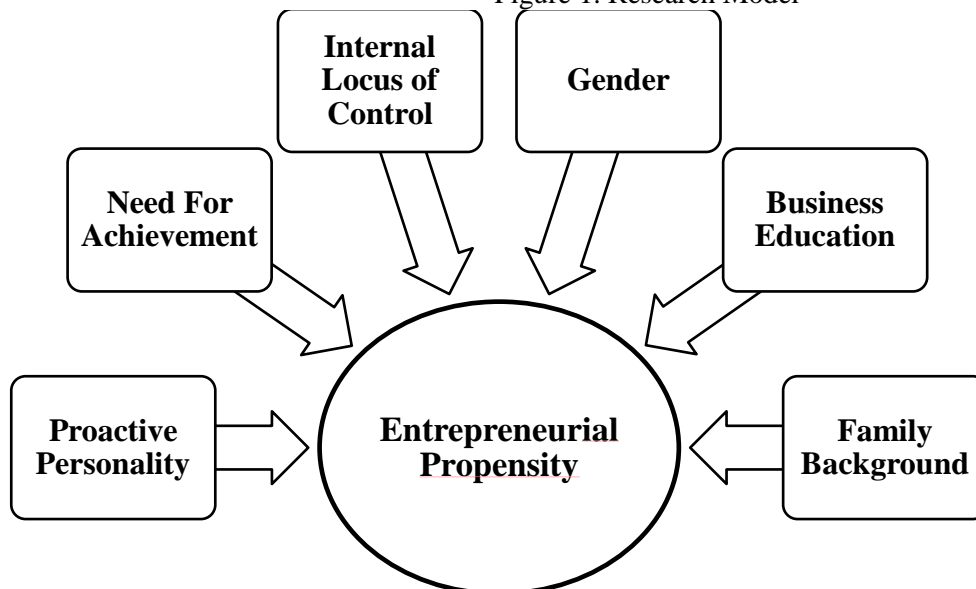 Figure 1. Research Model
Internal
Locus of
Control
Gender
Need For
Achievement
Business
Education
Proactive
Personality
Entrepreneurial
Propensity
Family
Background